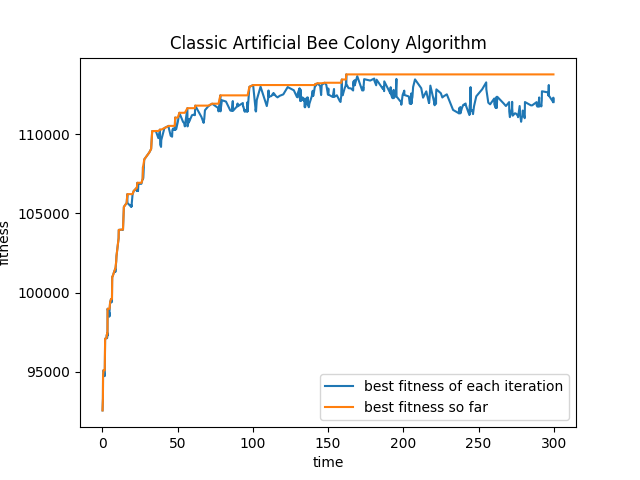 Classic Artificial Bee Colony Algorithm
fitness
110000
105000
100000
95000
0
50
100
150
200
250
300
time
best fitness of each iteration
best fitness so far